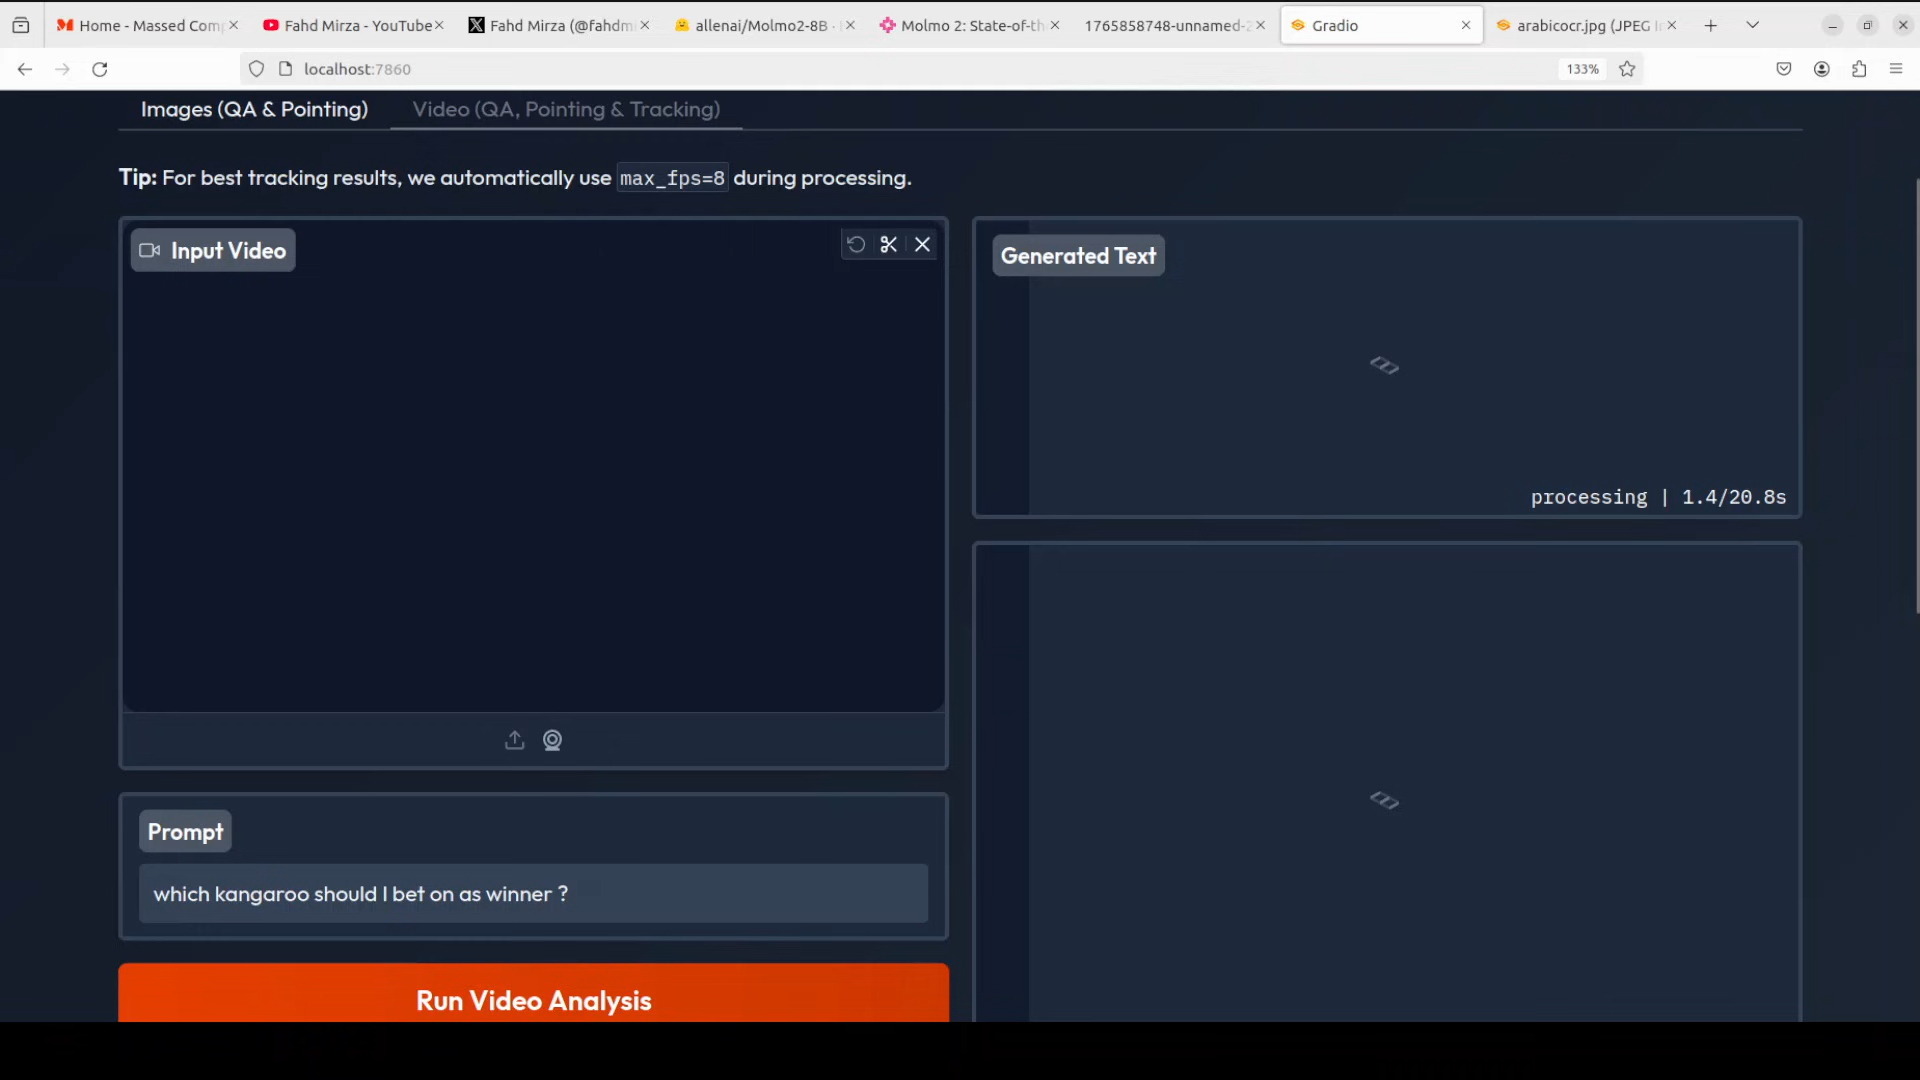 Home - Massed Comp
Fahd Mirza - YouTube
Fahd Mirza (@fahdm
allenai/Molmo2-8B ·
Molmo 2: State-of-th
1765858748-unnamed-2
Gradio
arabicocr.jpg (JPEG I
localhost:7860
133%
Images (QA & Pointing)
Video (QA, Pointing & Tracking)
Tip: For best tracking results, we automatically use max_fps=8 during processing.
Input Video
Generated Text
processing | 1.4/20.8s
Prompt
which kangaroo should I bet on as winner ?
Run Video Analysis